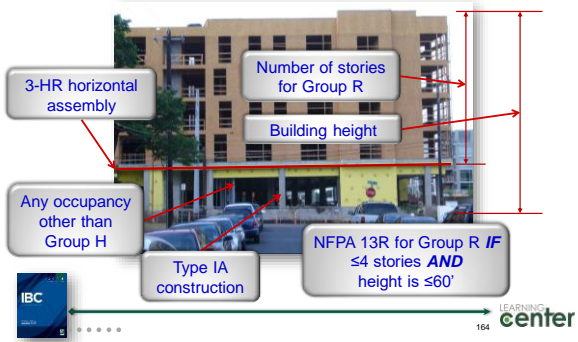 Number of stories
for Group R
3-HR horizontal
assembly
Building height
Any occupancy
other than
Group H
Type IA
construction
NFPA 13R for Group R IF
≤4 stories AND
height is ≤60’
IBC
164
LEARNING
center